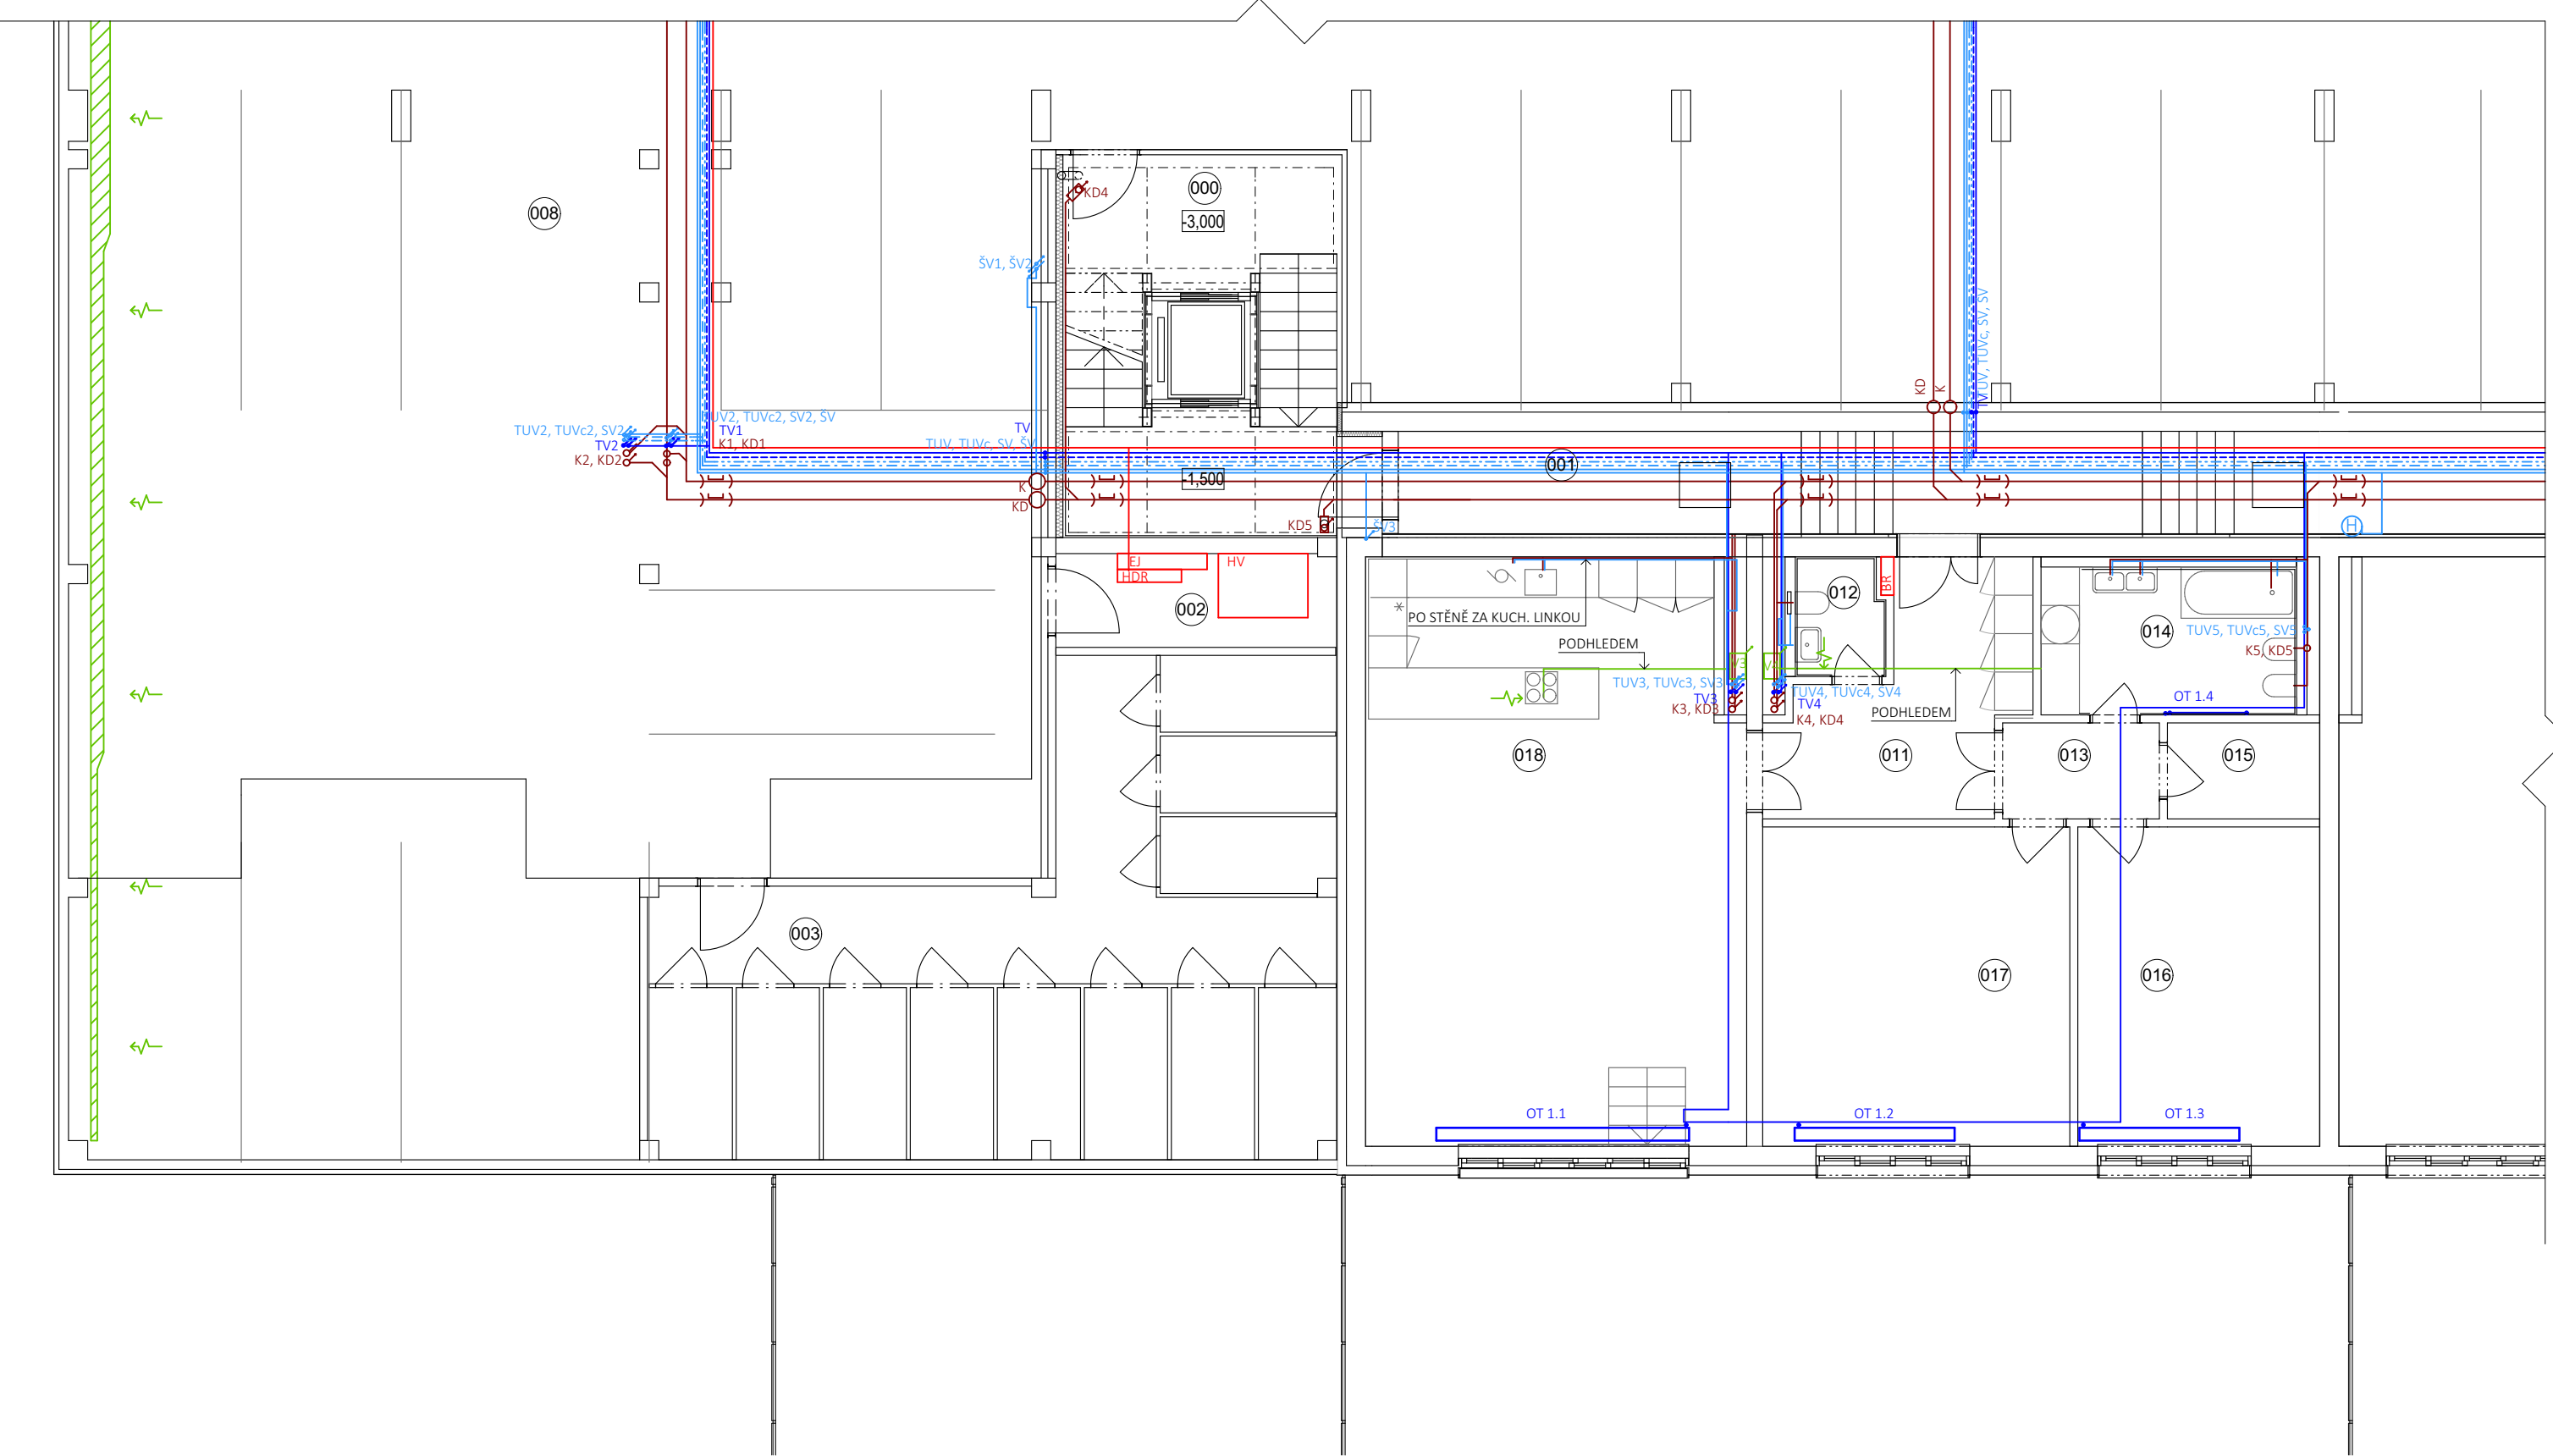 KD4
000
-3,000
008
ŠV1, ŠV2
TUV, TUVc, SV, ŠV
TV
KD
K
TUV2, TUVc2, SV2, ŠV
TUV2, TUVc2, SV2
TV1
TV
TV2
K1, KD1
TUV, TUVc, SV, ŠV
K2, KD2
001
-1,500
K
KD
KD5
ŠV3
H
EJ
HV
HDR
BR
012
002
PO STĚNĚ ZA KUCH. LINKOU
014
TUV5, TUVc5, SV5
PODHLEDEM
K5, KD5
V3
V4
TUV3, TUVc3, SV3
TUV4, TUVc4, SV4
TV3
TV4
OT 1.4
K3, KD3
K4, KD4
PODHLEDEM
018
011
013
015
003
017
016
OT 1.1
OT 1.2
OT 1.3